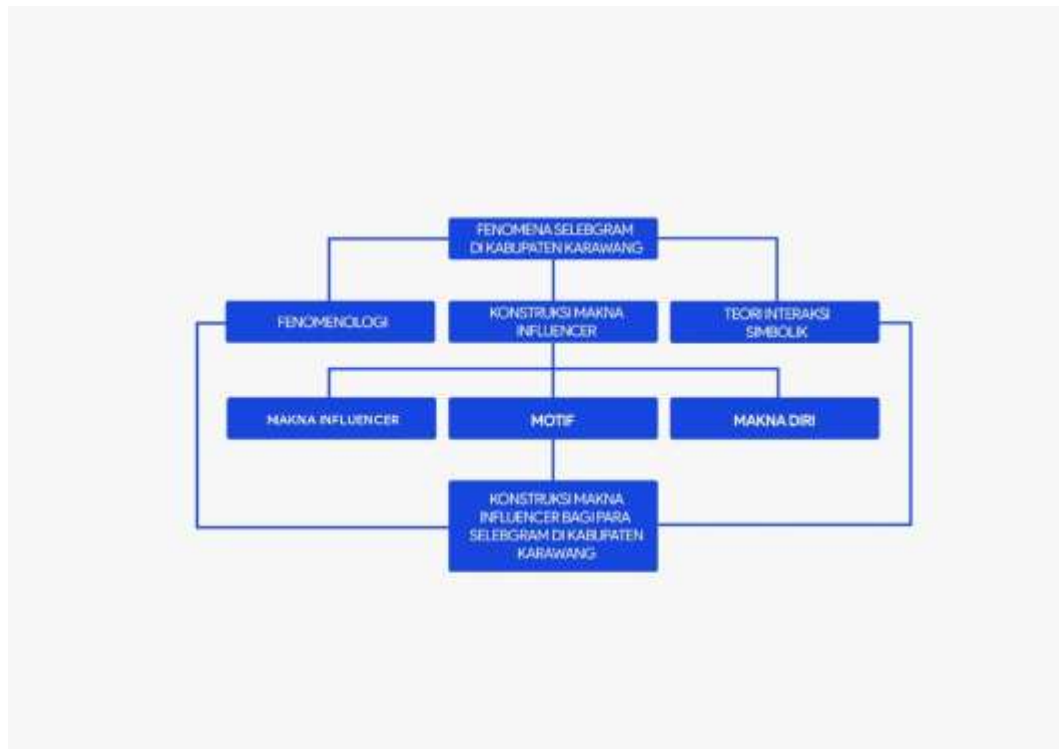 FENOMENA SELEBGRAM
DI KABUPATEN KARAWANG
FENOMENOLOGI
KONSTRUKSI MAKNA
INFLUENCER
TEORI INTERAKSI
SIMBOLIK
MAKNA INFLUENCER
MOTIF
MAKNA DIRI
KONSTRUKSI MAKNA
INFLUENCER BAGI PARA
SELEBGRAM DI KABUPATEN
KARAWANG